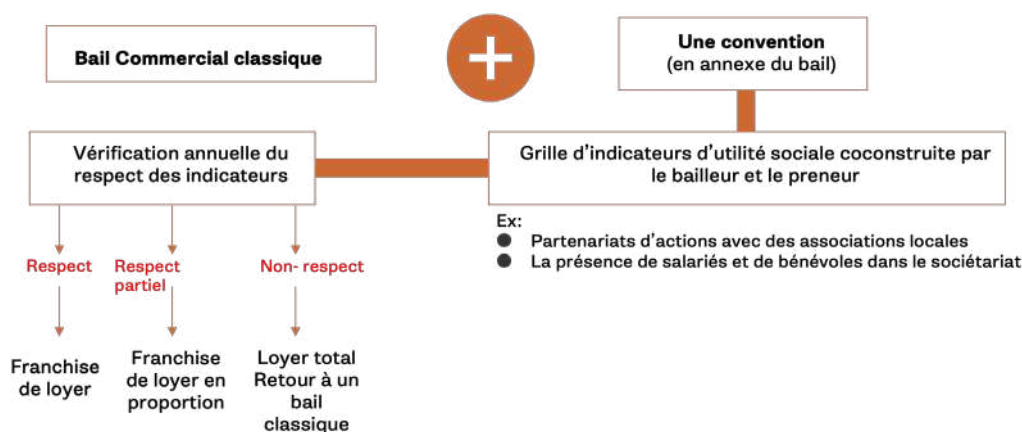 Bail Commercial classique
Une convention
(en annexe du bail)
Vérification annuelle du
respect des indicateurs
Grille d'indicateurs d'utilité sociale coconstruite par
le bailleur et le preneur
Ex:
● Partenariats d'actions avec des associations locales
● La présence de salariés et de bénévoles dans le sociétariat
Respect
Respect
partiel
Non- respect
Franchise
de loyer
Franchise
de loyer en
proportion
Loyer total
Retour à un
bail
classique